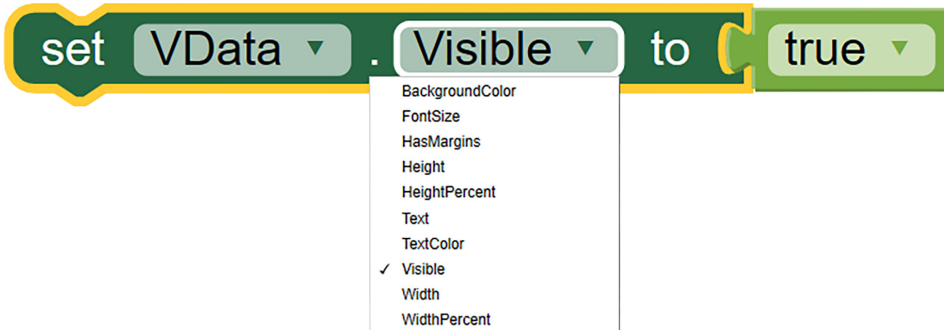 set VData ▼ . Visible ▼ to true ▼
BackgroundColor
FontSize
HasMargins
Height
HeightPercent
Text
TextColor
✓ Visible
Width
WidthPercent